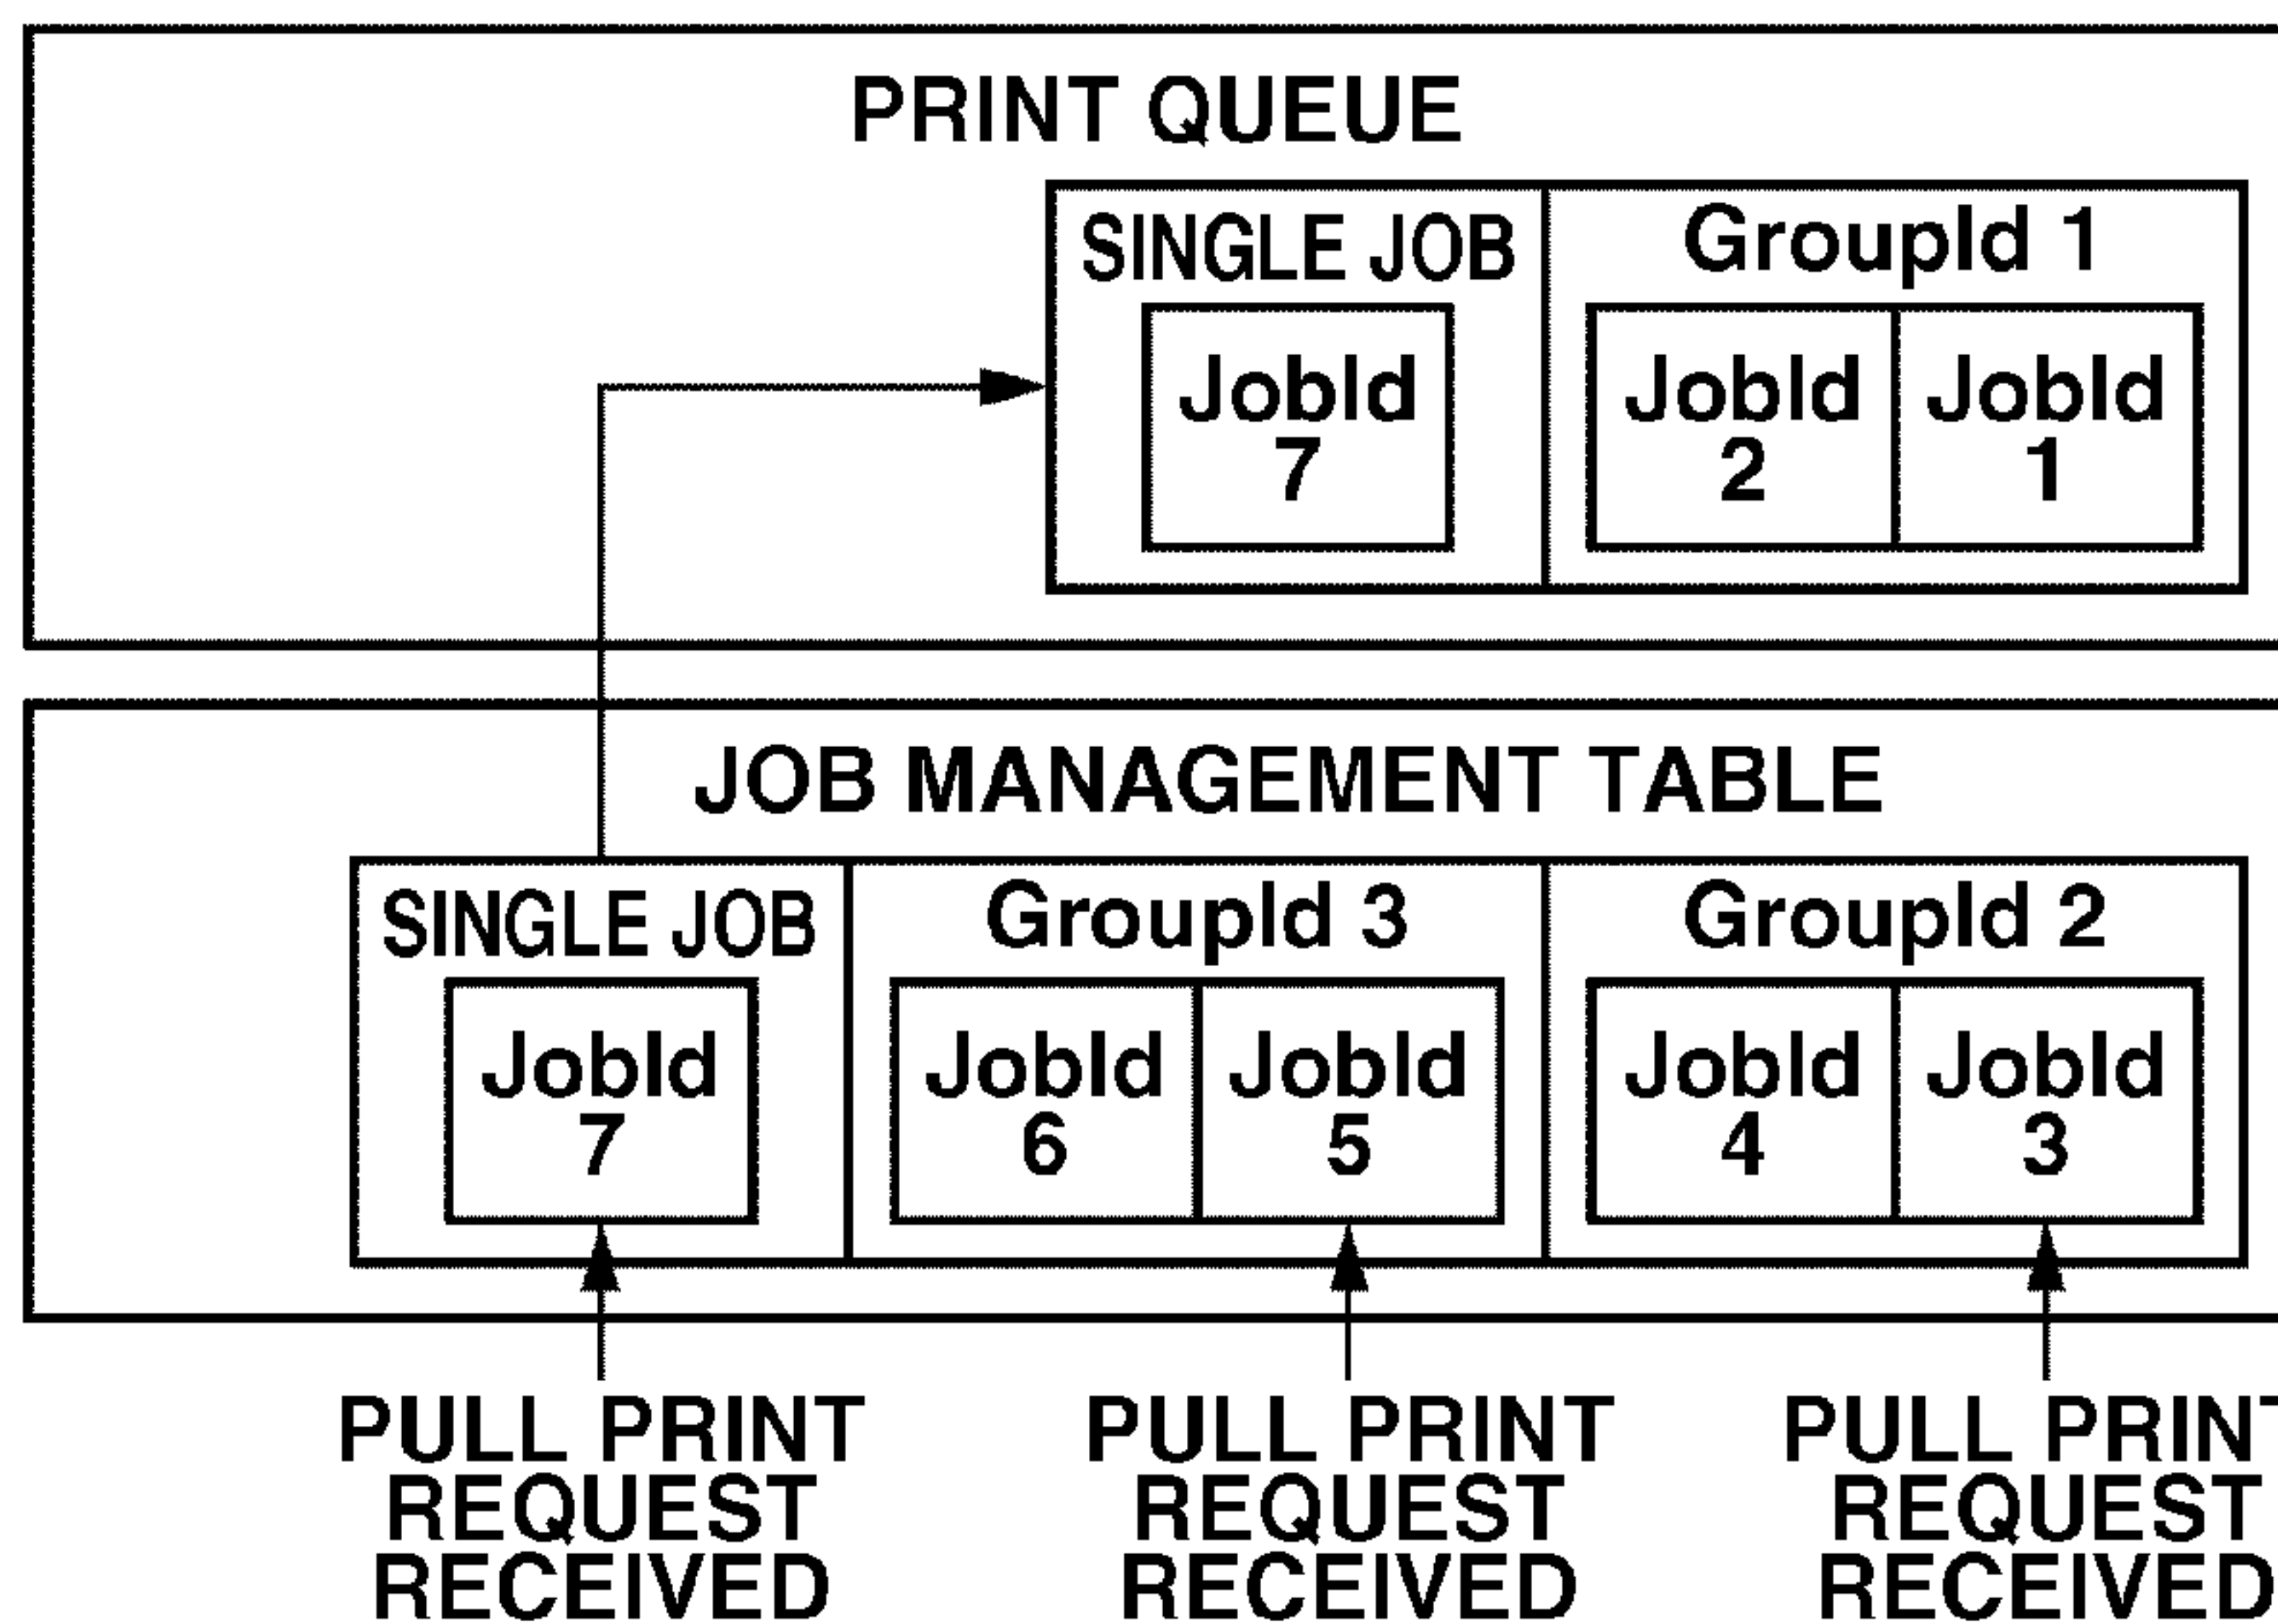 PRINT QUEUE
SINGLE JOB
GroupId 1
JobId
7
JobId
2
JobId
1
JOB MANAGEMENT TABLE
SINGLE JOB
GroupId 3
GroupId 2
JobId
7
JobId
6
JobId
5
JobId
4
JobId
3
PULL PRINT
REQUEST
RECEIVED
PULL PRINT
REQUEST
RECEIVED
PULL PRINT
REQUEST
RECEIVED